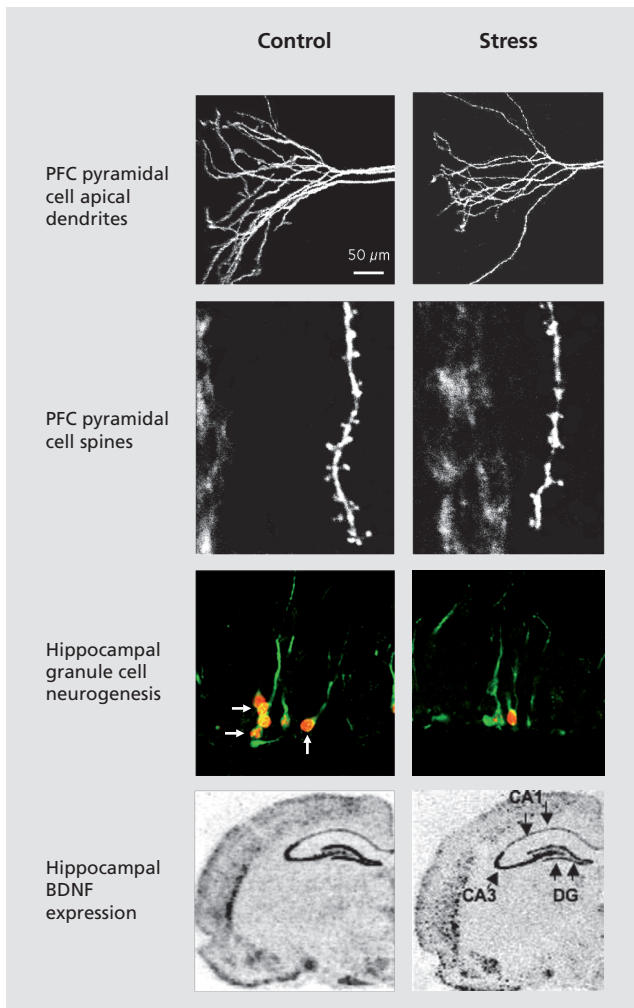 Control
Stress
PFC pyramidal
cell apical
dendrites
50 μm
PFC pyramidal
cell spines
Hippocampal
granule cell
neurogenesis
Hippocampal
BDNF
expression
CA1
CA3
DG